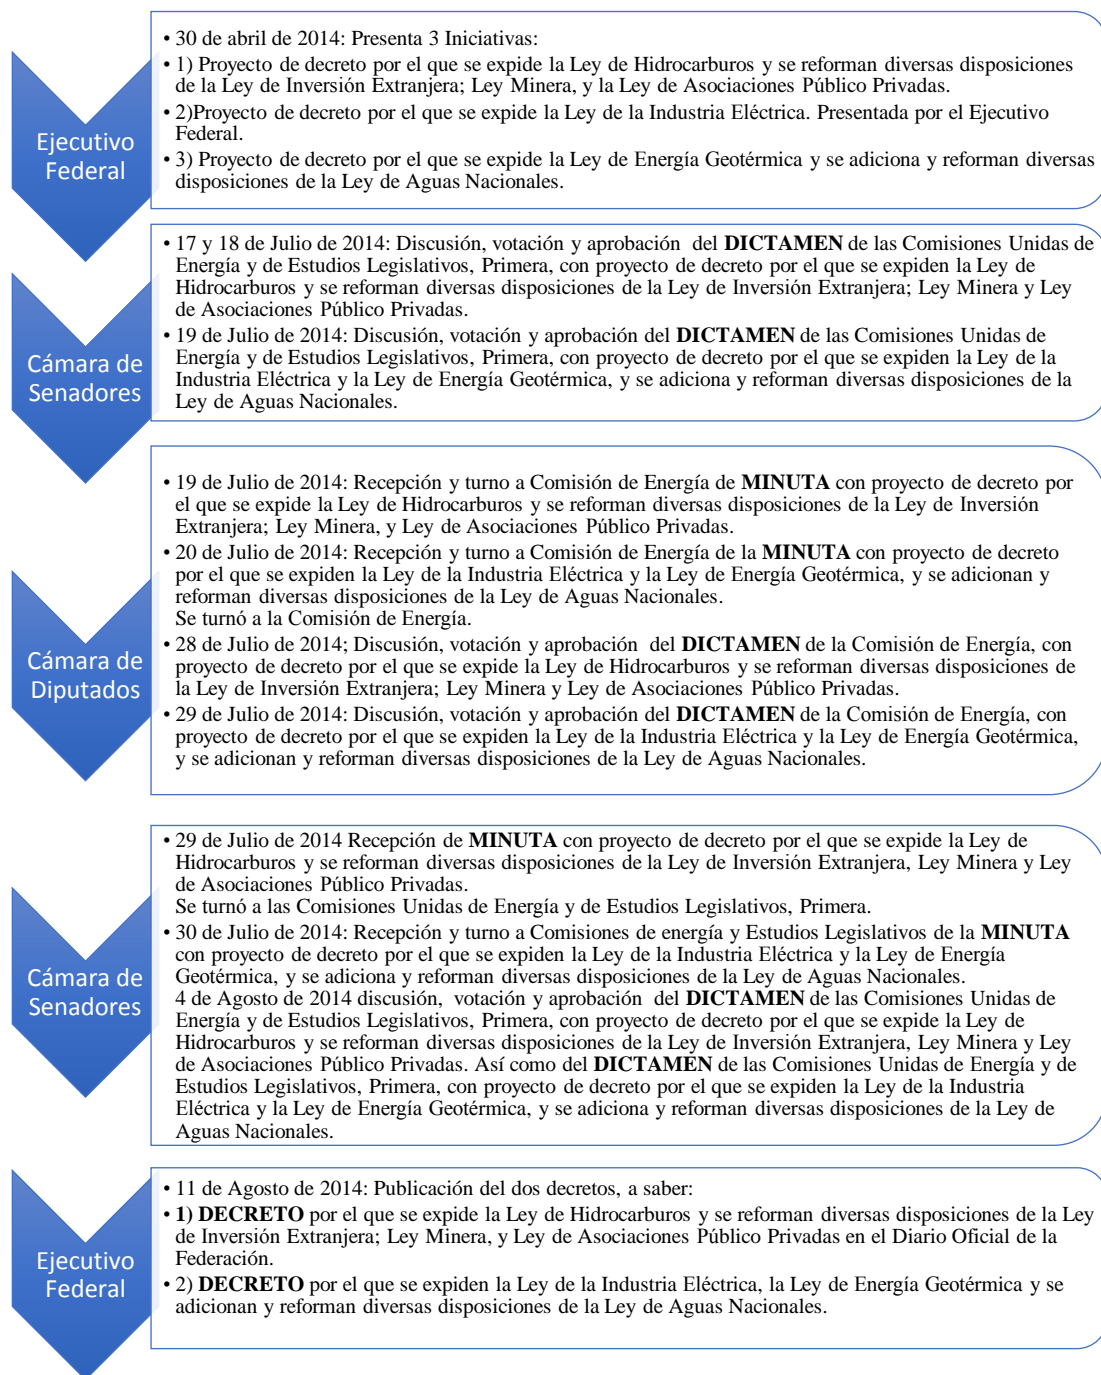 Ejecutivo
Federal
• 30 de abril de 2014: Presenta 3 Iniciativas:
• 1) Proyecto de decreto por el que se expide la Ley de Hidrocarburos y se reforman diversas disposiciones
de la Ley de Inversión Extranjera; Ley Minera, y la Ley de Asociaciones Público Privadas.
• 2)Proyecto de decreto por el que se expide la Ley de la Industria Eléctrica. Presentada por el Ejecutivo
Federal.
• 3) Proyecto de decreto por el que se expide la Ley de Energía Geotérmica y se adiciona y reforman diversas
disposiciones de la Ley de Aguas Nacionales.
Cámara de
Senadores
• 17 y 18 de Julio de 2014: Discusión, votación y aprobación del DICTAMEN de las Comisiones Unidas de
Energía y de Estudios Legislativos, Primera, con proyecto de decreto por el que se expiden la Ley de
Hidrocarburos y se reforman diversas disposiciones de la Ley de Inversión Extranjera; Ley Minera y Ley
de Asociaciones Público Privadas.
• 19 de Julio de 2014: Discusión, votación y aprobación del DICTAMEN de las Comisiones Unidas de
Energía y de Estudios Legislativos, Primera, con proyecto de decreto por el que se expiden la Ley de la
Industria Eléctrica y la Ley de Energía Geotérmica, y se adiciona y reforman diversas disposiciones de la
Ley de Aguas Nacionales.
Cámara de
Diputados
• 19 de Julio de 2014: Recepción y turno a Comisión de Energía de MINUTA con proyecto de decreto por
el que se expide la Ley de Hidrocarburos y se reforman diversas disposiciones de la Ley de Inversión
Extranjera; Ley Minera, y Ley de Asociaciones Público Privadas.
• 20 de Julio de 2014: Recepción y turno a Comisión de Energía de la MINUTA con proyecto de decreto
por el que se expiden la Ley de la Industria Eléctrica y la Ley de Energía Geotérmica, y se adicionan y
reforman diversas disposiciones de la Ley de Aguas Nacionales.
Se turnó a la Comisión de Energía.
• 28 de Julio de 2014; Discusión, votación y aprobación del DICTAMEN de la Comisión de Energía, con
proyecto de decreto por el que se expide la Ley de Hidrocarburos y se reforman diversas disposiciones de
la Ley de Inversión Extranjera; Ley Minera y Ley de Asociaciones Público Privadas.
• 29 de Julio de 2014: Discusión, votación y aprobación del DICTAMEN de la Comisión de Energía, con
proyecto de decreto por el que se expiden la Ley de la Industria Eléctrica y la Ley de Energía Geotérmica,
y se adicionan y reforman diversas disposiciones de la Ley de Aguas Nacionales.
Cámara de
Senadores
• 29 de Julio de 2014 Recepción de MINUTA con proyecto de decreto por el que se expide la Ley de
Hidrocarburos y se reforman diversas disposiciones de la Ley de Inversión Extranjera, Ley Minera y Ley
de Asociaciones Público Privadas.
Se turnó a las Comisiones Unidas de Energía y de Estudios Legislativos, Primera.
• 30 de Julio de 2014: Recepción y turno a Comisiones de energía y Estudios Legislativos de la MINUTA
con proyecto de decreto por el que se expiden la Ley de la Industria Eléctrica y la Ley de Energía
Geotérmica, y se adiciona y reforman diversas disposiciones de la Ley de Aguas Nacionales.
4 de Agosto de 2014 discusión, votación y aprobación del DICTAMEN de las Comisiones Unidas de
Energía y de Estudios Legislativos, Primera, con proyecto de decreto por el que se expide la Ley de
Hidrocarburos y se reforman diversas disposiciones de la Ley de Inversión Extranjera, Ley Minera y Ley
de Asociaciones Público Privadas. Así como del DICTAMEN de las Comisiones Unidas de Energía y de
Estudios Legislativos, Primera, con proyecto de decreto por el que se expiden la Ley de la Industria
Eléctrica y la Ley de Energía Geotérmica, y se adiciona y reforman diversas disposiciones de la Ley de
Aguas Nacionales.
Ejecutivo
Federal
• 11 de Agosto de 2014: Publicación del dos decretos, a saber:
• 1) DECRETO por el que se expide la Ley de Hidrocarburos y se reforman diversas disposiciones de la Ley
de Inversión Extranjera; Ley Minera, y Ley de Asociaciones Público Privadas en el Diario Oficial de la
Federación.
• 2) DECRETO por el que se expiden la Ley de la Industria Eléctrica, la Ley de Energía Geotérmica y se
adicionan y reforman diversas disposiciones de la Ley de Aguas Nacionales.